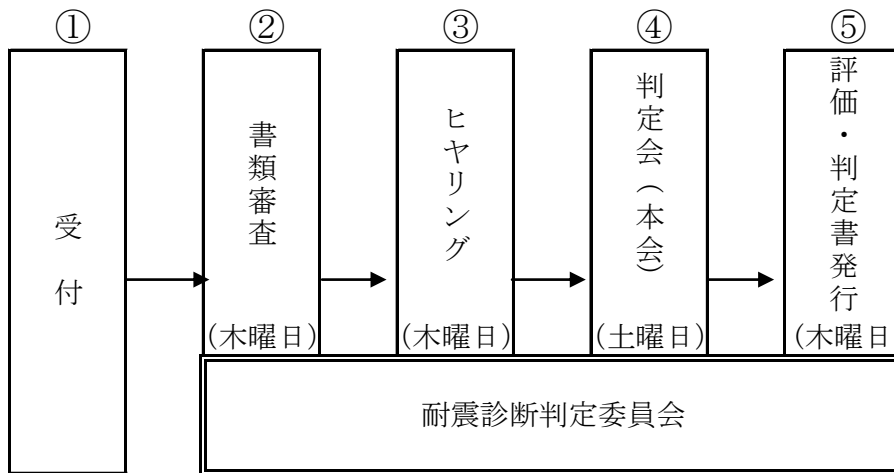 ①
②
③
④
⑤
受付
書類審査
(木曜日)
ヒヤリング
(木曜日)
判定会（本会）
(土曜日)
評価・判定書発行
(木曜日
耐震診断判定委員会